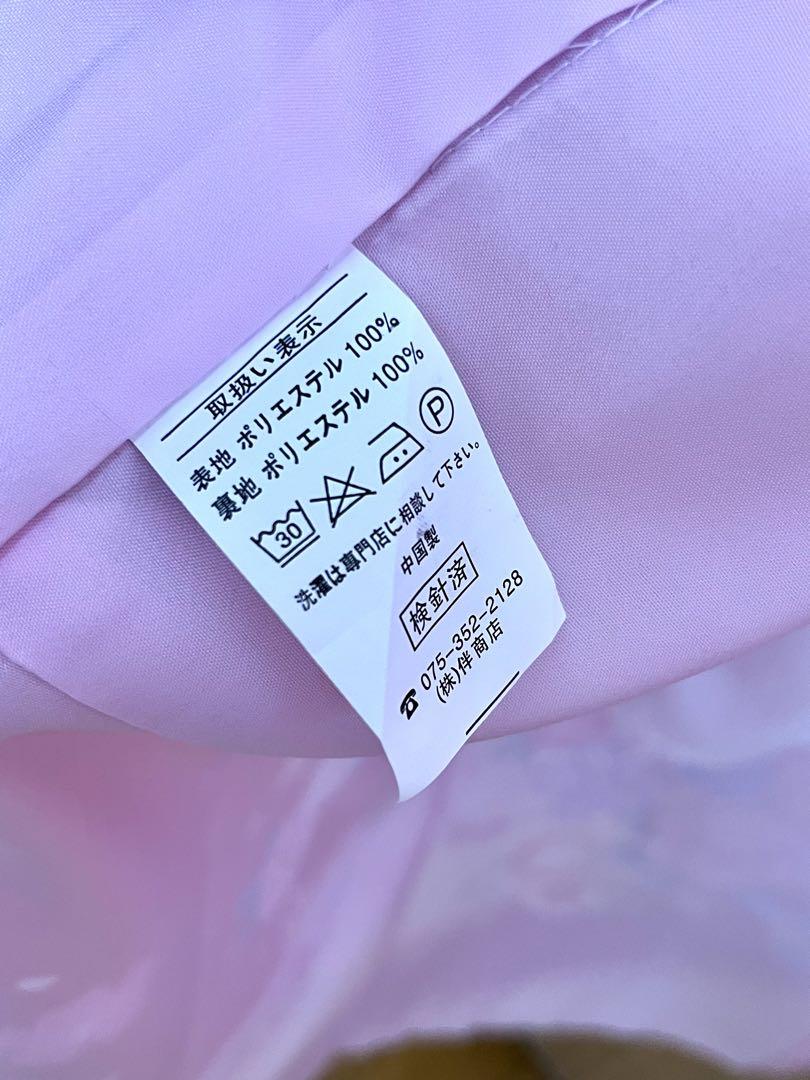 取扱い表示
表地 ポリエステル 100%
裏地 ポリエステル 100%
30 P
洗濯は専門店に相談して下さい。
中国製
検針済
☎ 075-352-2128
(株)伴商店